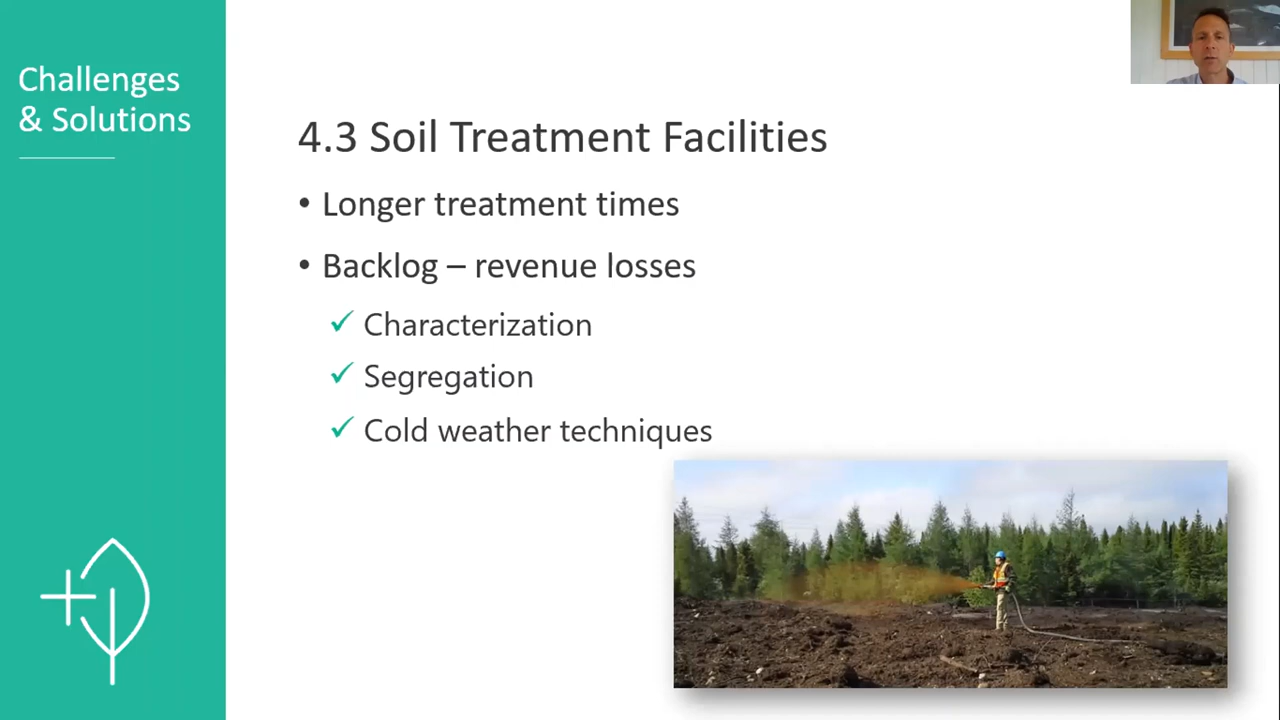 Challenges
& Solutions
4.3 Soil Treatment Facilities
• Longer treatment times
• Backlog – revenue losses
✓ Characterization
✓ Segregation
✓ Cold weather techniques